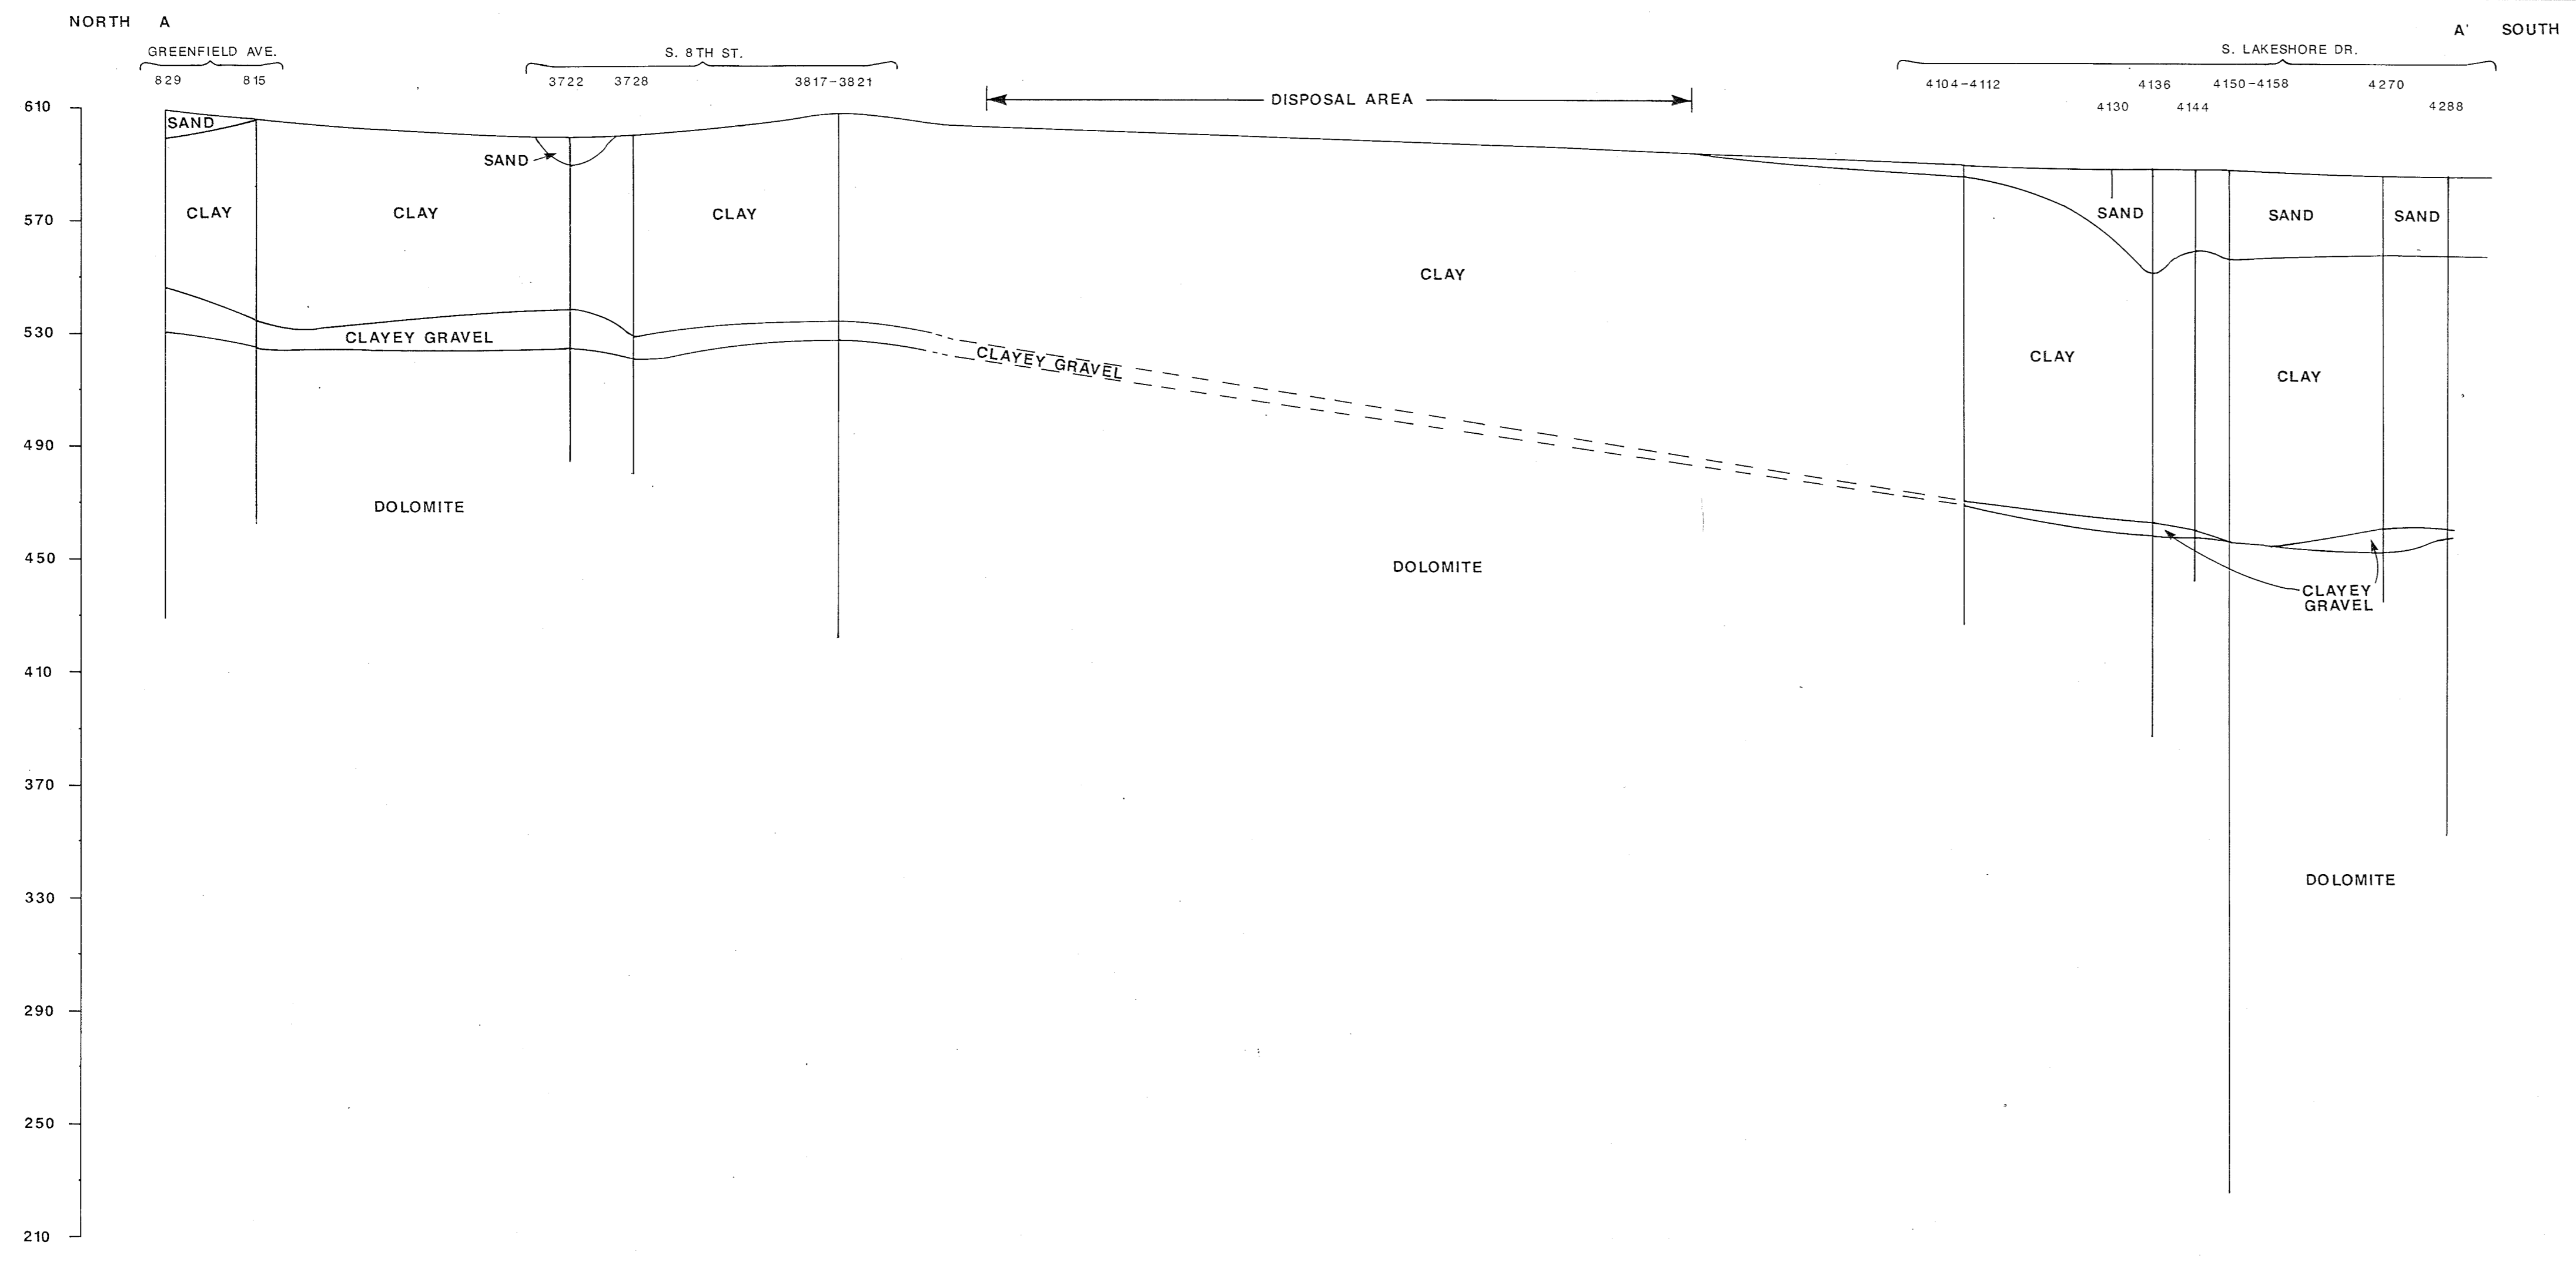 NORTH A
A' SOUTH
GREENFIELD AVE.
S. 8TH ST.
S. LAKESHORE DR.
829 815 3722 3728 3817-3821
4104-4112 4136 4150-4158 4270
DISPOSAL AREA
4130 4144 4288
610
SAND
SAND
CLAY CLAY CLAY
SAND SAND SAND
570
CLAY
530
CLAYEY GRAVEL
CLAYEY GRAVEL
CLAY
CLAY
490
DOLOMITE
450
DOLOMITE
CLAYEY
GRAVEL
410
370
330
DOLOMITE
290
250
210